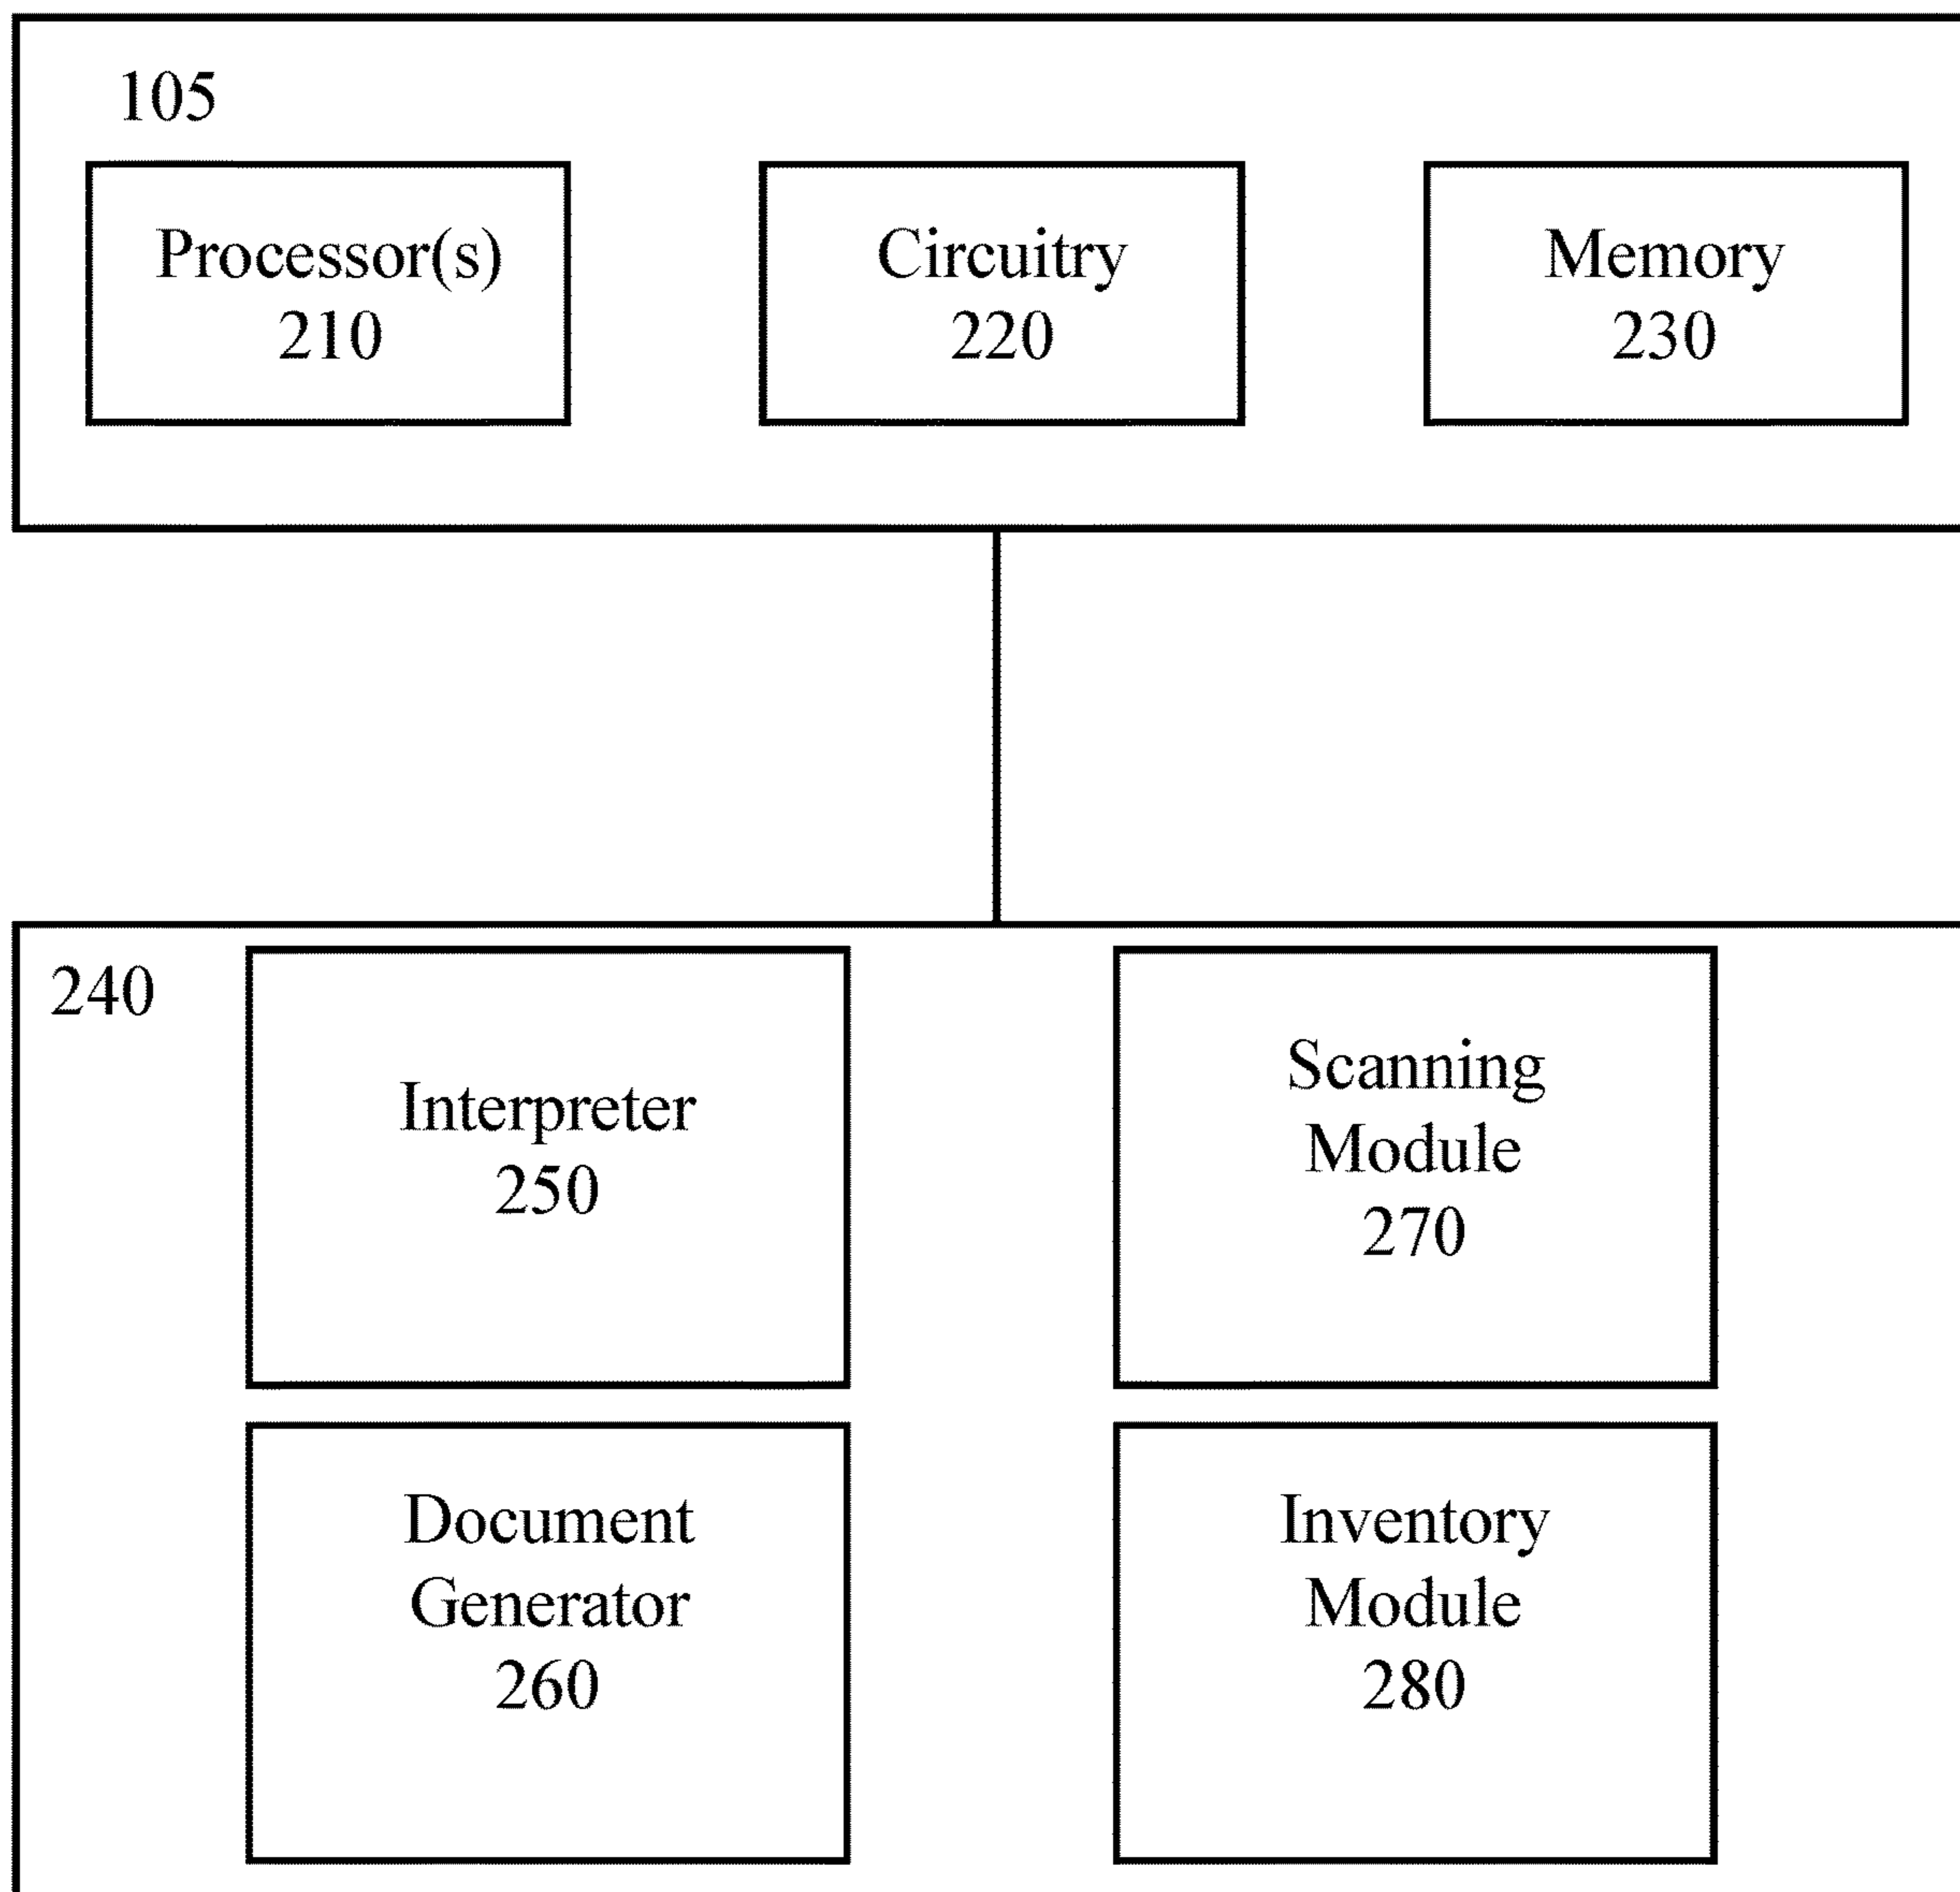 105
Processor(s)
210
Circuitry
220
Memory
230
240
Interpreter
250
Scanning
Module
270
Document
Generator
260
Inventory
Module
280